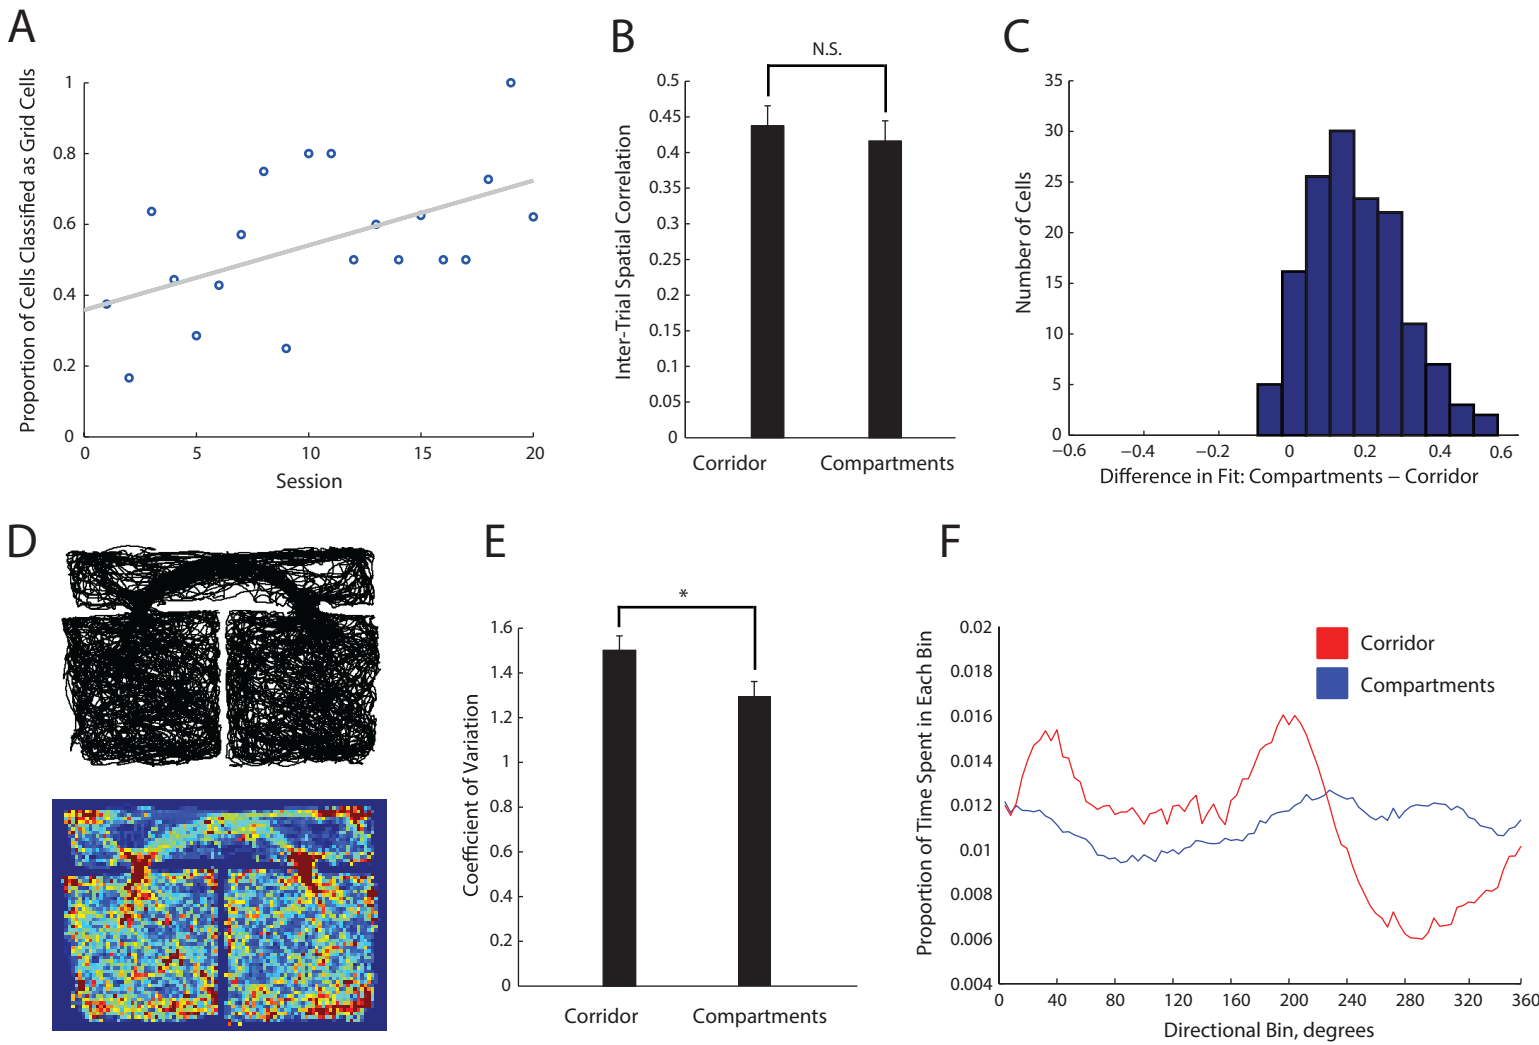 A
Proportion of Cells Classified as Grid Cells
1
0.8
0.6
0.4
0.2
0
0 5 10 15 20
Session
B
N.S.
Inter-Trial Spatial Correlation
0.5
0.45
0.4
0.35
0.3
0.25
0.2
0.15
0.1
0.05
0
Corridor Compartments
C
Number of Cells
35
30
25
20
15
10
5
0
−0.6 −0.4 −0.2 0 0.2 0.4 0.6
Difference in Fit: Compartments − Corridor
D
E
*
Coefficient of Variation
1.6
1.4
1.2
1
0.8
0.6
1.5
0.2
0
Corridor Compartments
F
Proportion of Time Spent in Each Bin
0.02
0.018
0.016
0.014
0.012
0.01
0.008
0.006
0.004
0 40 80 120 160 200 240 280 320 360
Directional Bin, degrees
Corridor
Compartments